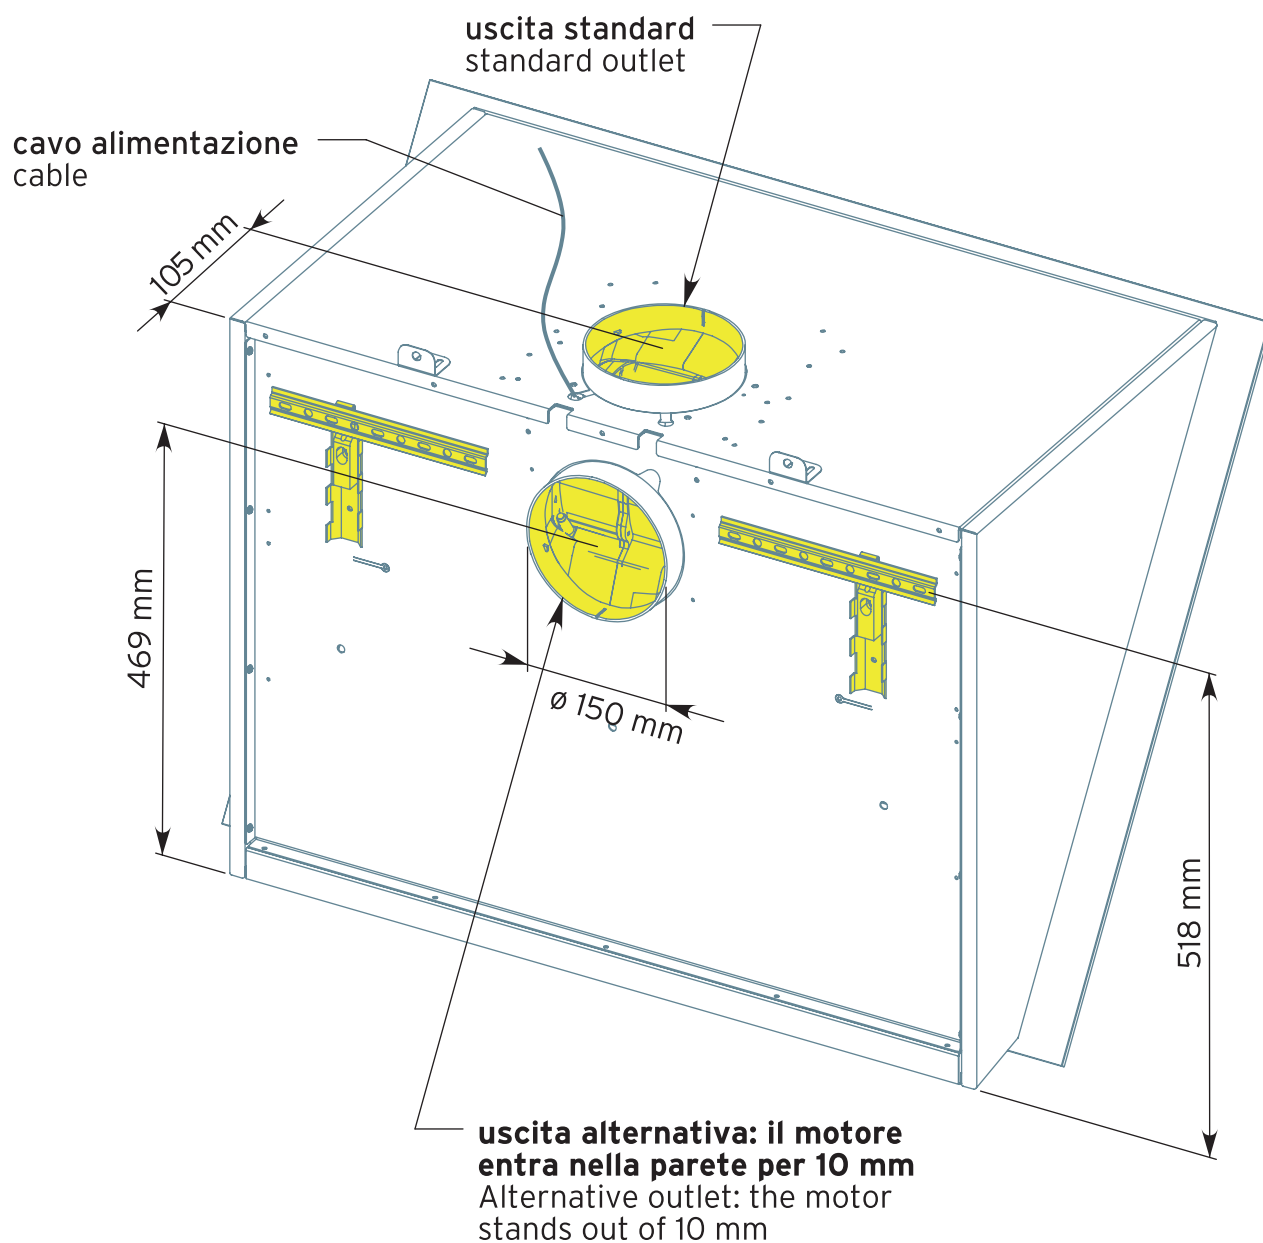 uscita standard
standard outlet
cavo alimentazione
cable
105 mm
469 mm
ø 150 mm
518 mm
uscita alternativa: il motore
entra nella parete per 10 mm
Alternative outlet: the motor
stands out of 10 mm